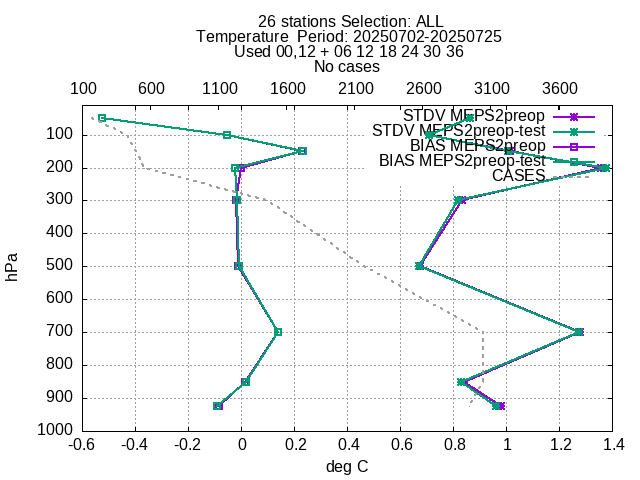 26 stations Selection: ALL
Temperature Period: 20250702-20250725
Used 00,12 + 06 12 18 24 30 36
No cases
100 600 1100 1600 2100 2600 3100 3600
STDV MEPS2preop
STDV MEPS2preop-test
BIAS MEPS2preop
BIAS MEPS2preop-test
CASES
100
200
300
400
500
600
700
800
900
1000
hPa
-0.6 -0.4 -0.2 0 0.2 0.4 0.6 0.8 1 1.2 1.4
deg C